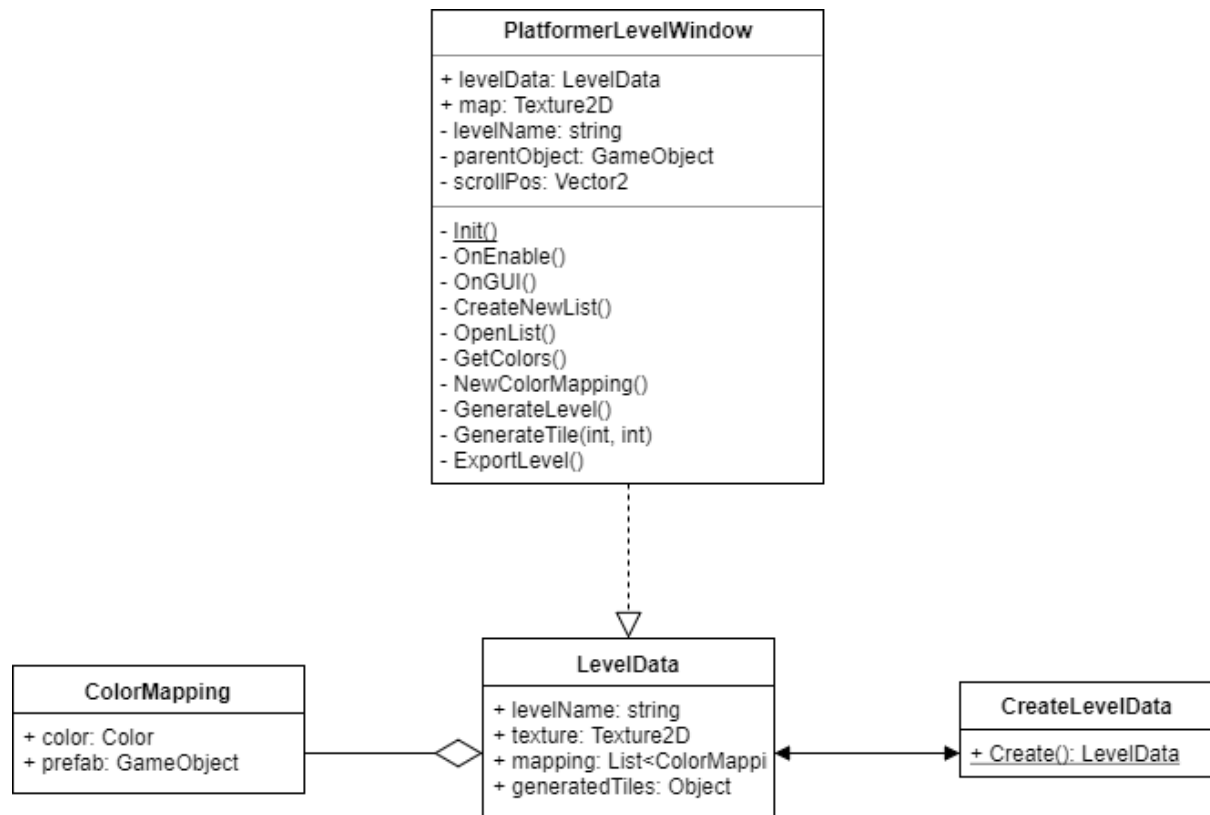 PlatformerLevelWindow
+ levelData: LevelData
+ map: Texture2D
- levelName: string
- parentObject: GameObject
- scrollPos: Vector2
- Init()
- OnEnable()
- OnGUI()
- CreateNewList()
- OpenList()
- GetColors()
- NewColorMapping()
- GenerateLevel()
- GenerateTile(int, int)
- ExportLevel()
ColorMapping
+ color: Color
+ prefab: GameObject
LevelData
+ levelName: string
+ texture: Texture2D
+ mapping: List<ColorMappi
+ generatedTiles: Object
CreateLevelData
+ Create(): LevelData